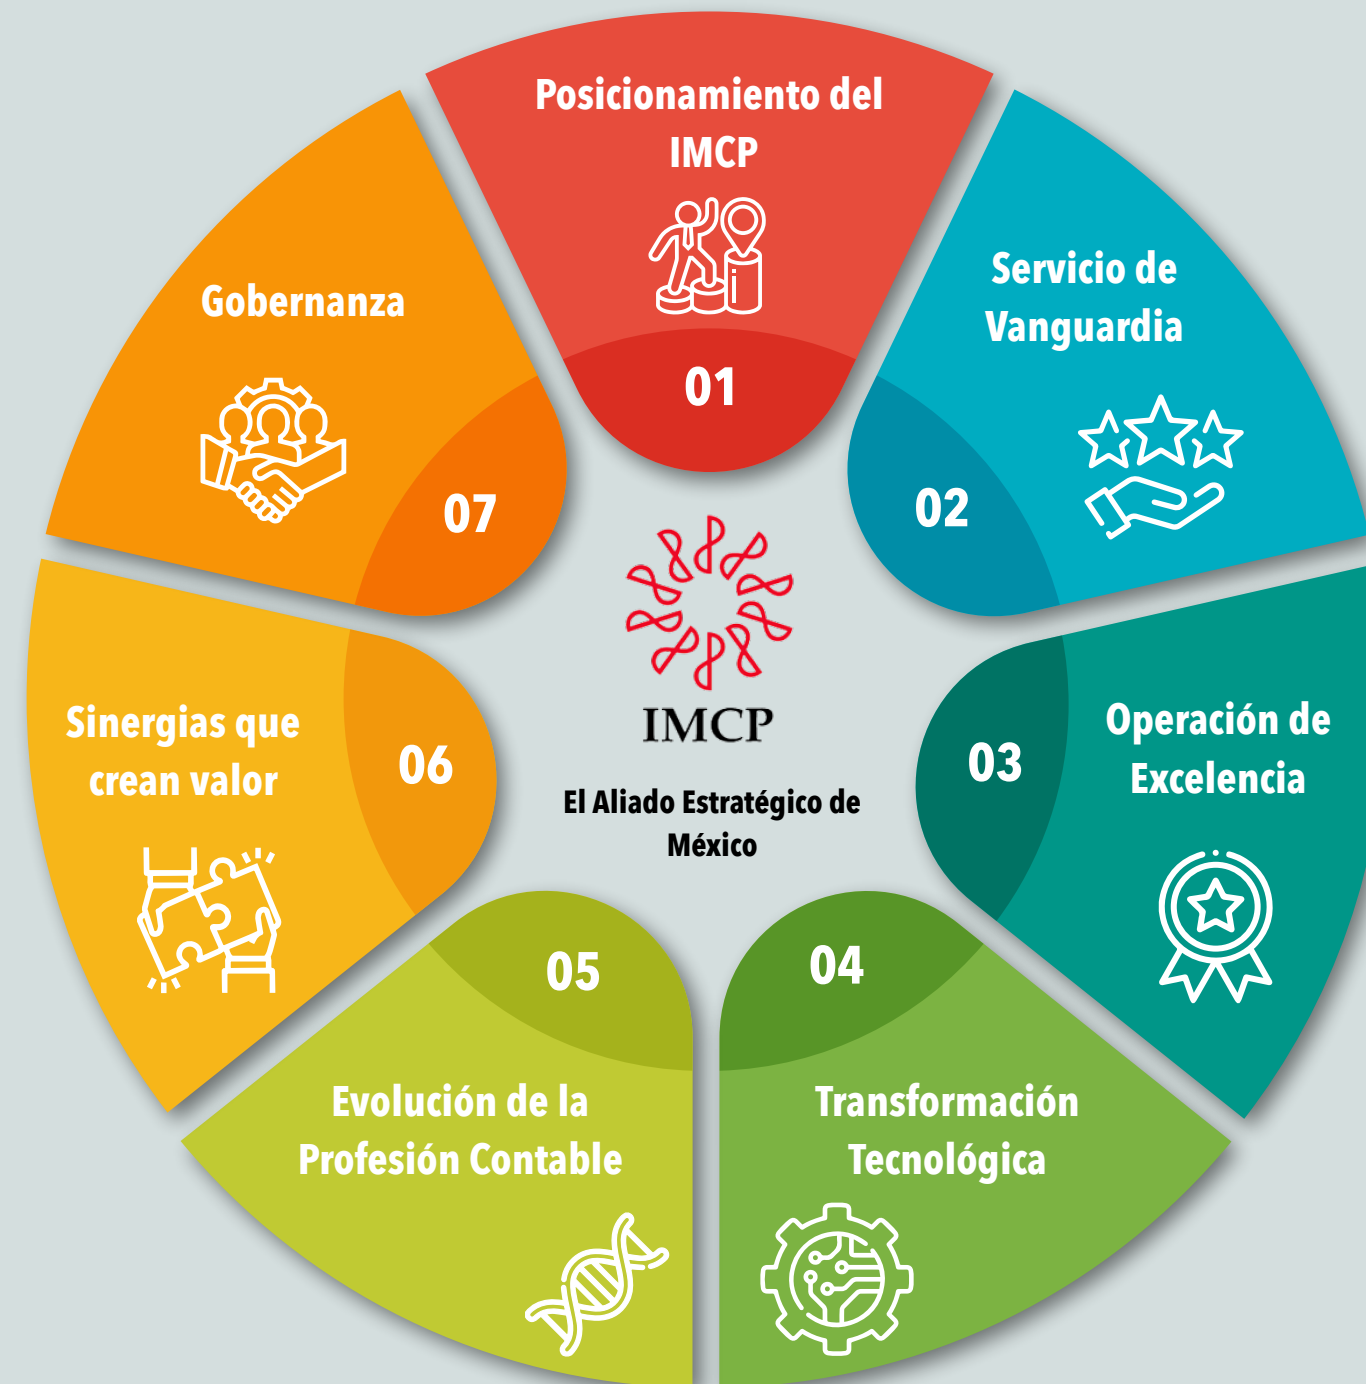 Posicionamiento del
IMCP
01
Servicio de
Vanguardia
02
Operación de
Excelencia
03
Transformación
Tecnológica
04
Evolución de la
Profesión Contable
05
Sinergias que
crean valor
06
Gobernanza
07
IMCP
El Aliado Estratégico de
México